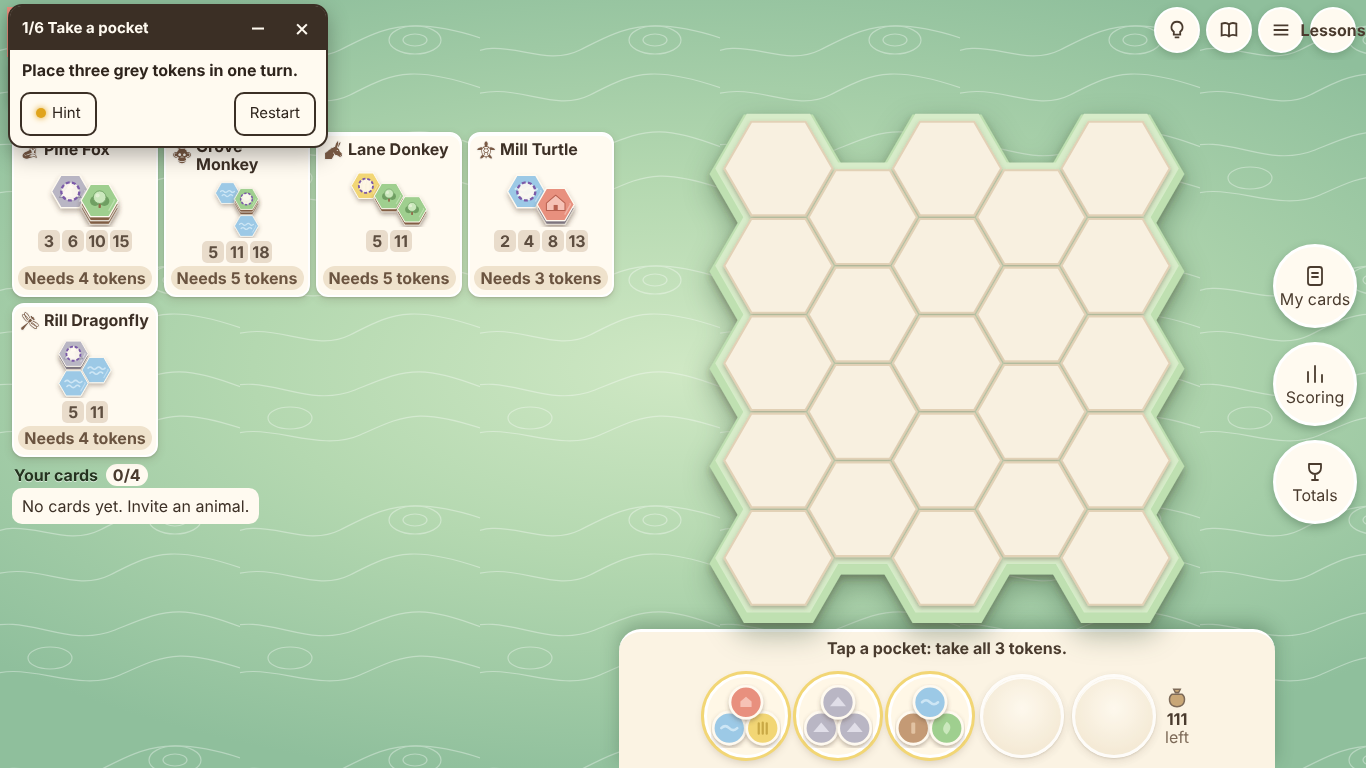 1/6 Take a pocket
Place three grey tokens in one turn.
Hint
Restart
Lessons
Pine Fox
3 6 10 15
Needs 4 tokens
Grove
Monkey
5 11 18
Needs 5 tokens
Lane Donkey
5 11
Needs 5 tokens
Mill Turtle
2 4 8 13
Needs 3 tokens
Rill Dragonfly
5 11
Needs 4 tokens
Your cards 0/4
No cards yet. Invite an animal.
My cards
Scoring
Totals
Tap a pocket: take all 3 tokens.
111
left